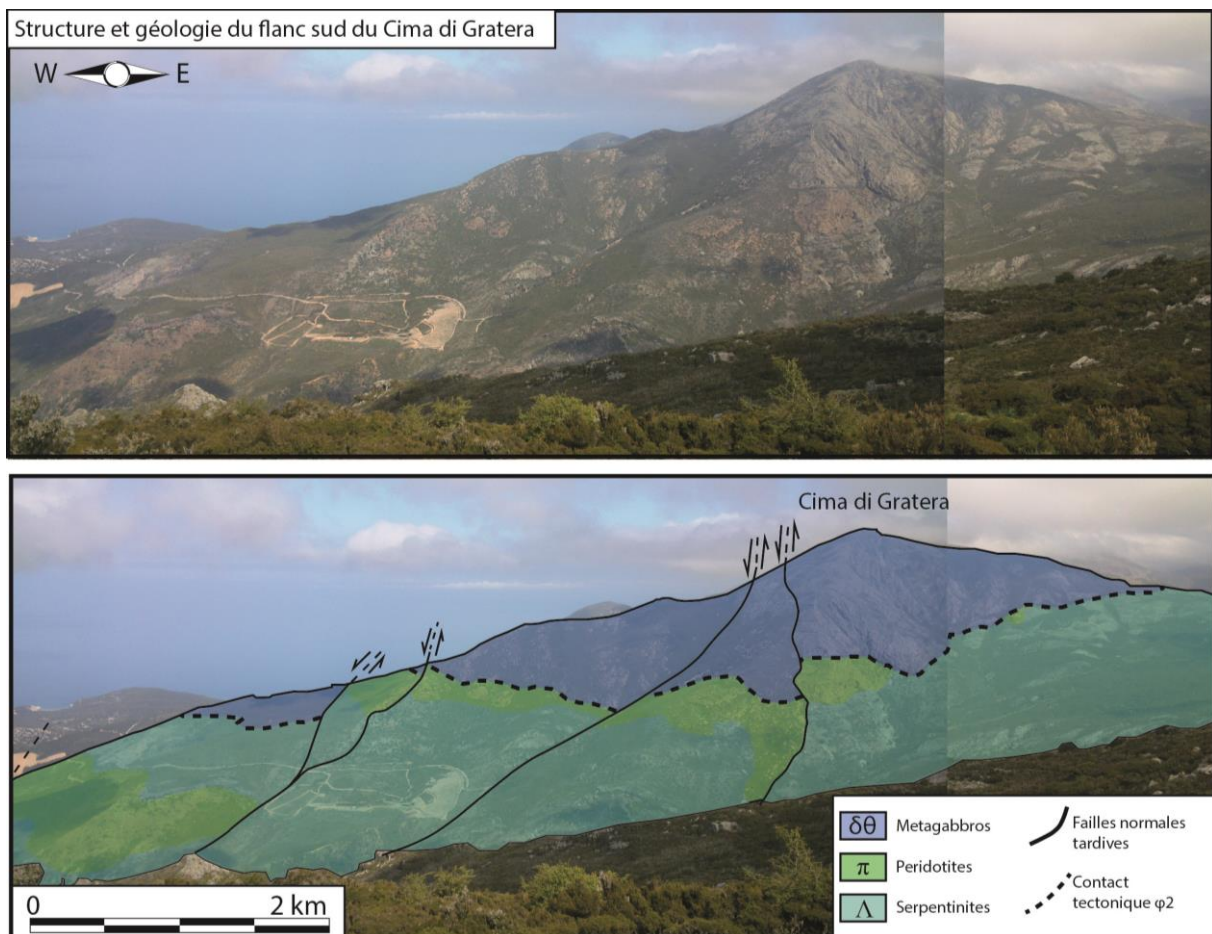 Structure et géologie du flanc sud du Cima di Gratera
W E
Cima di Gratera
δθ Metagabbros
π Peridotites
Λ Serpentinites
Failles normales
tardives
Contact
tectonique φ2
0 2 km